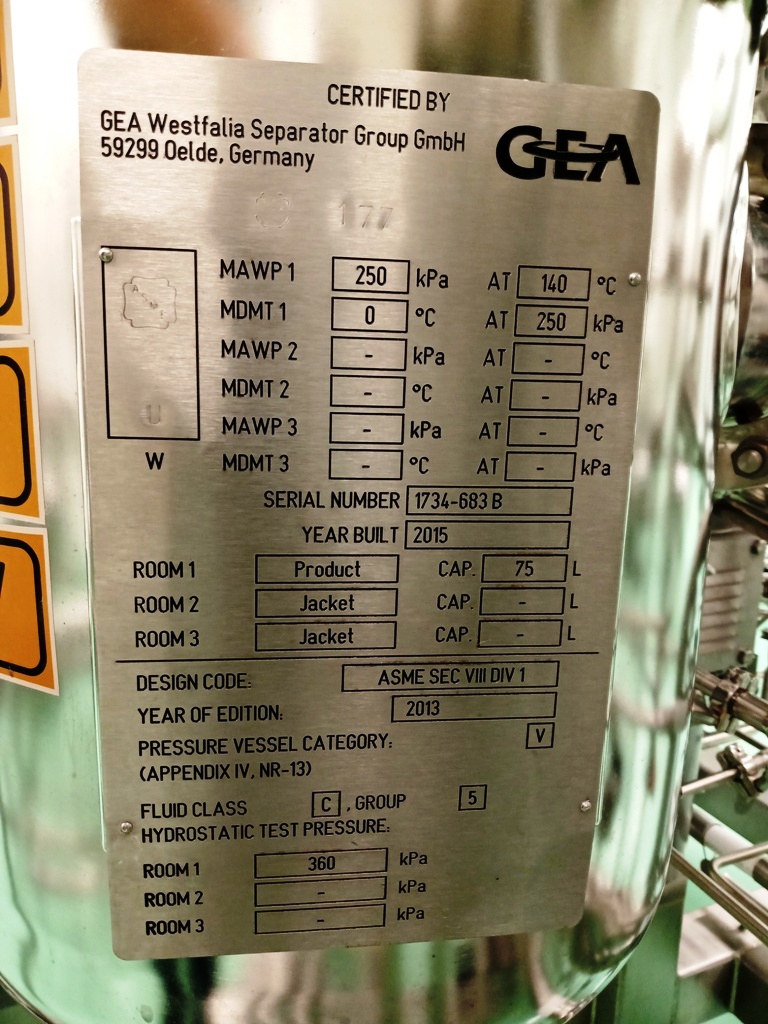 CERTIFIED BY
GEA Westfalia Separator Group GmbH
59299 Oelde, Germany
GEA
177
MAWP 1 250 kPa AT 140 °C
MDMT 1 0 °C AT 250 kPa
MAWP 2 - kPa AT - °C
MDMT 2 - °C AT - kPa
MAWP 3 - kPa AT - °C
U
W
MDMT 3 - °C AT - kPa
SERIAL NUMBER 1734-683 B
YEAR BUILT 2015
ROOM 1 Product CAP. 75 L
ROOM 2 Jacket CAP. - L
ROOM 3 Jacket CAP. - L
DESIGN CODE: ASME SEC VIII DIV 1
YEAR OF EDITION: 2013
PRESSURE VESSEL CATEGORY: V
(APPENDIX IV, NR-13)
FLUID CLASS C , GROUP 5
HYDROSTATIC TEST PRESSURE:
ROOM 1 360 kPa
ROOM 2 - kPa
ROOM 3 - kPa